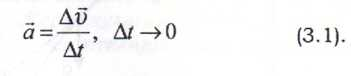 a⃗ = Δυ⃗/Δt, Δt → 0 (3.1).